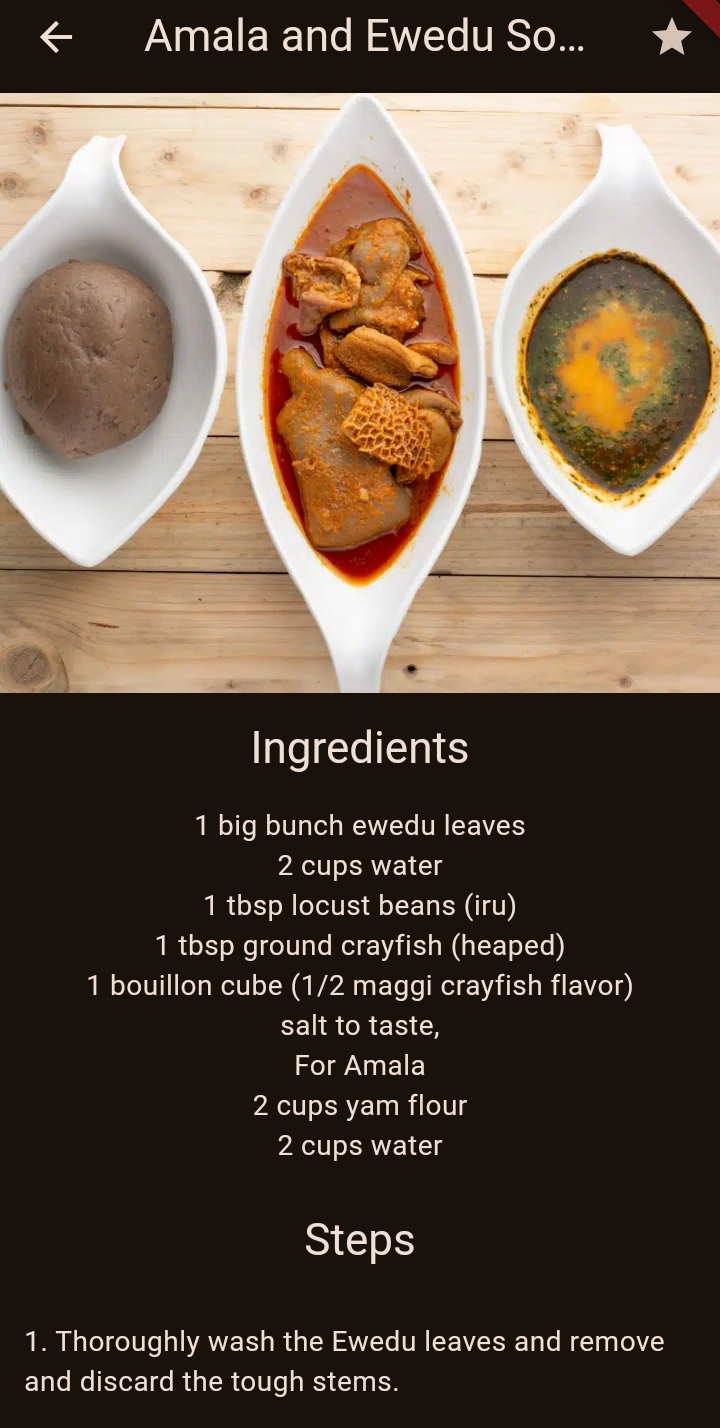 Amala and Ewedu So...
Ingredients
1 big bunch ewedu leaves
2 cups water
1 tbsp locust beans (iru)
1 tbsp ground crayfish (heaped)
1 bouillon cube (1/2 maggi crayfish flavor)
salt to taste,
For Amala
2 cups yam flour
2 cups water
Steps
1. Thoroughly wash the Ewedu leaves and remove
and discard the tough stems.